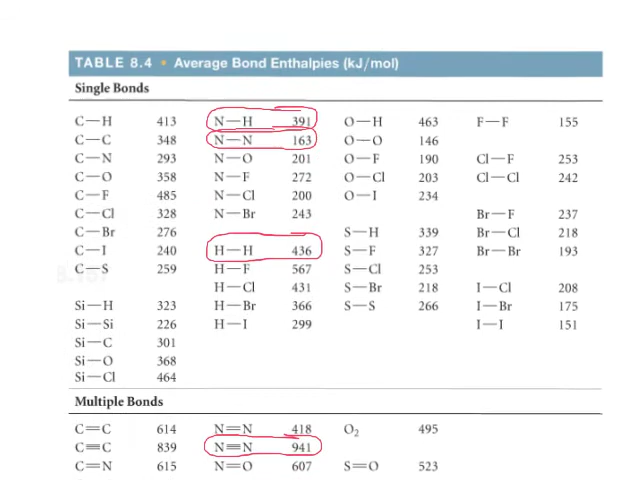 TABLE 8.4 • Average Bond Enthalpies (kJ/mol)
Single Bonds
C—H 413 N—H 391 O—H 463 F—F 155
C—C 348 N—N 163 O—O 146
C—N 293 N—O 201 O—F 190 Cl—F 253
C—O 358 N—F 272 O—Cl 203 Cl—Cl 242
C—F 485 N—Cl 200 O—I 234
C—Cl 328 N—Br 243 Br—F 237
C—Br 276 S—H 339 Br—Cl 218
C—I 240 H—H 436 S—F 327 Br—Br 193
C—S 259 H—F 567 S—Cl 253
H—Cl 431 S—Br 218 I—Cl 208
Si—H 323 H—Br 366 S—S 266 I—Br 175
Si—Si 226 H—I 299 I—I 151
Si—C 301
Si—O 368
Si—Cl 464
Multiple Bonds
C=C 614 N=N 418 O₂ 495
C≡C 839 N≡N 941
C=N 615 N=O 607 S=O 523